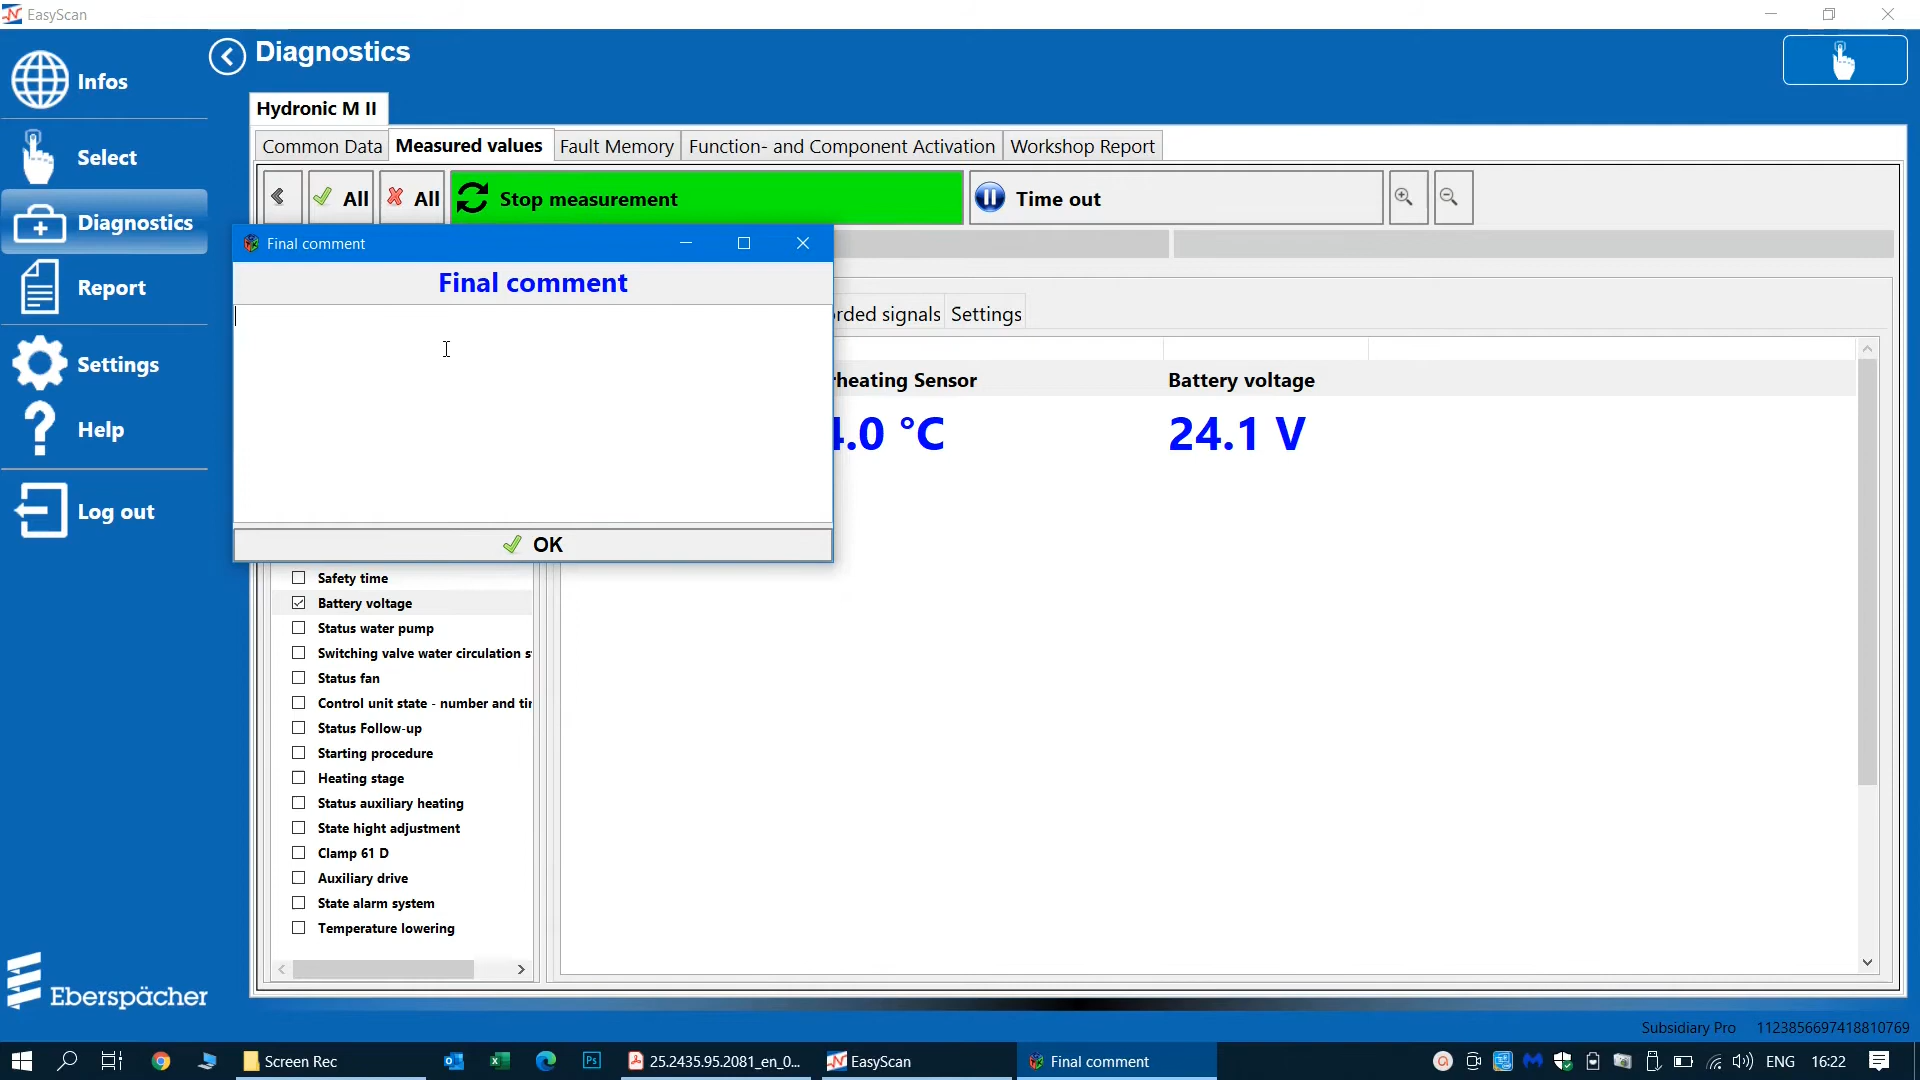 EasyScan
Diagnostics
Infos
Select
Diagnostics
Report
Settings
Help
Log out
Eberspächer
Hydronic M II
Common Data
Measured values
Fault Memory
Function- and Component Activation
Workshop Report
All
All
Stop measurement
Time out
Final comment
Final comment
OK
orded signals
Settings
rheating Sensor
Battery voltage
4.0 °C
24.1 V
Safety time
Battery voltage
Status water pump
Switching valve water circulation s
Status fan
Control unit state - number and tin
Status Follow-up
Starting procedure
Heating stage
Status auxiliary heating
State hight adjustment
Clamp 61 D
Auxiliary drive
State alarm system
Temperature lowering
Subsidiary Pro 1123856697418810769
Screen Rec
Ps
25.2435.95.2081_en_0...
EasyScan
Final comment
ENG
16:22